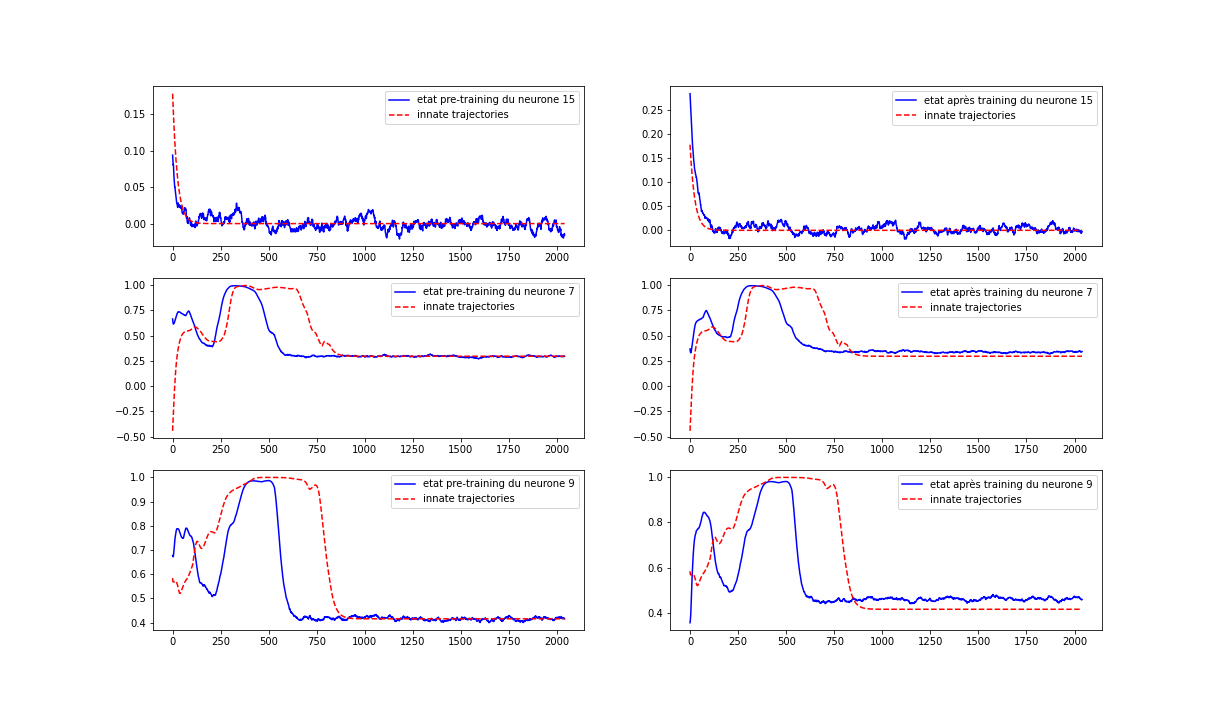 etat pre-training du neurone 15
innate trajectories
0.15
0.10
0.05
0.00
0 250 500 750 1000 1250 1500 1750 2000
etat après training du neurone 15
innate trajectories
0.25
0.20
0.15
0.10
0.05
0.00
0 250 500 750 1000 1250 1500 1750 2000
etat pre-training du neurone 7
innate trajectories
1.00
0.75
0.50
0.25
0.00
−0.25
−0.50
0 250 500 750 1000 1250 1500 1750 2000
etat après training du neurone 7
innate trajectories
1.00
0.75
0.50
0.25
0.00
−0.25
−0.50
0 250 500 750 1000 1250 1500 1750 2000
etat pre-training du neurone 9
innate trajectories
1.0
0.9
0.8
0.7
0.6
0.5
0.4
0 250 500 750 1000 1250 1500 1750 2000
etat après training du neurone 9
innate trajectories
1.0
0.8
0.6
0.4
0 250 500 750 1000 1250 1500 1750 2000